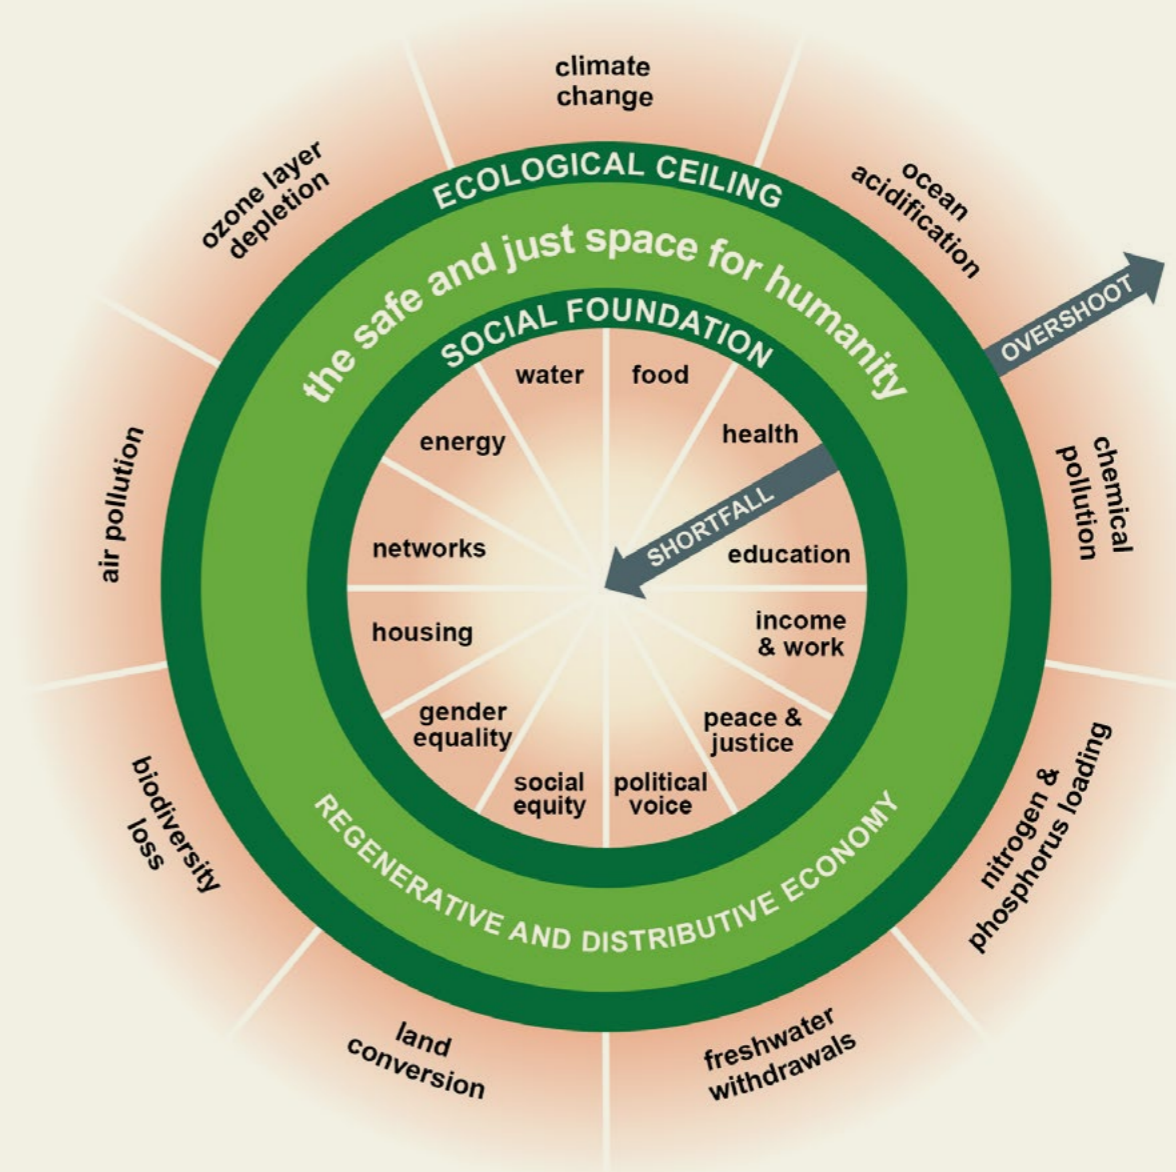 climate
change
ocean
acidification
OVERSHOOT
chemical
pollution
nitrogen &
phosphorus loading
freshwater
withdrawals
land
conversion
biodiversity
loss
air pollution
ozone layer
depletion
ECOLOGICAL CEILING
the safe and just space for humanity
SOCIAL FOUNDATION
water
food
health
SHORTFALL
education
income
& work
peace &
justice
political
voice
social
equity
gender
equality
housing
networks
energy
REGENERATIVE AND DISTRIBUTIVE ECONOMY